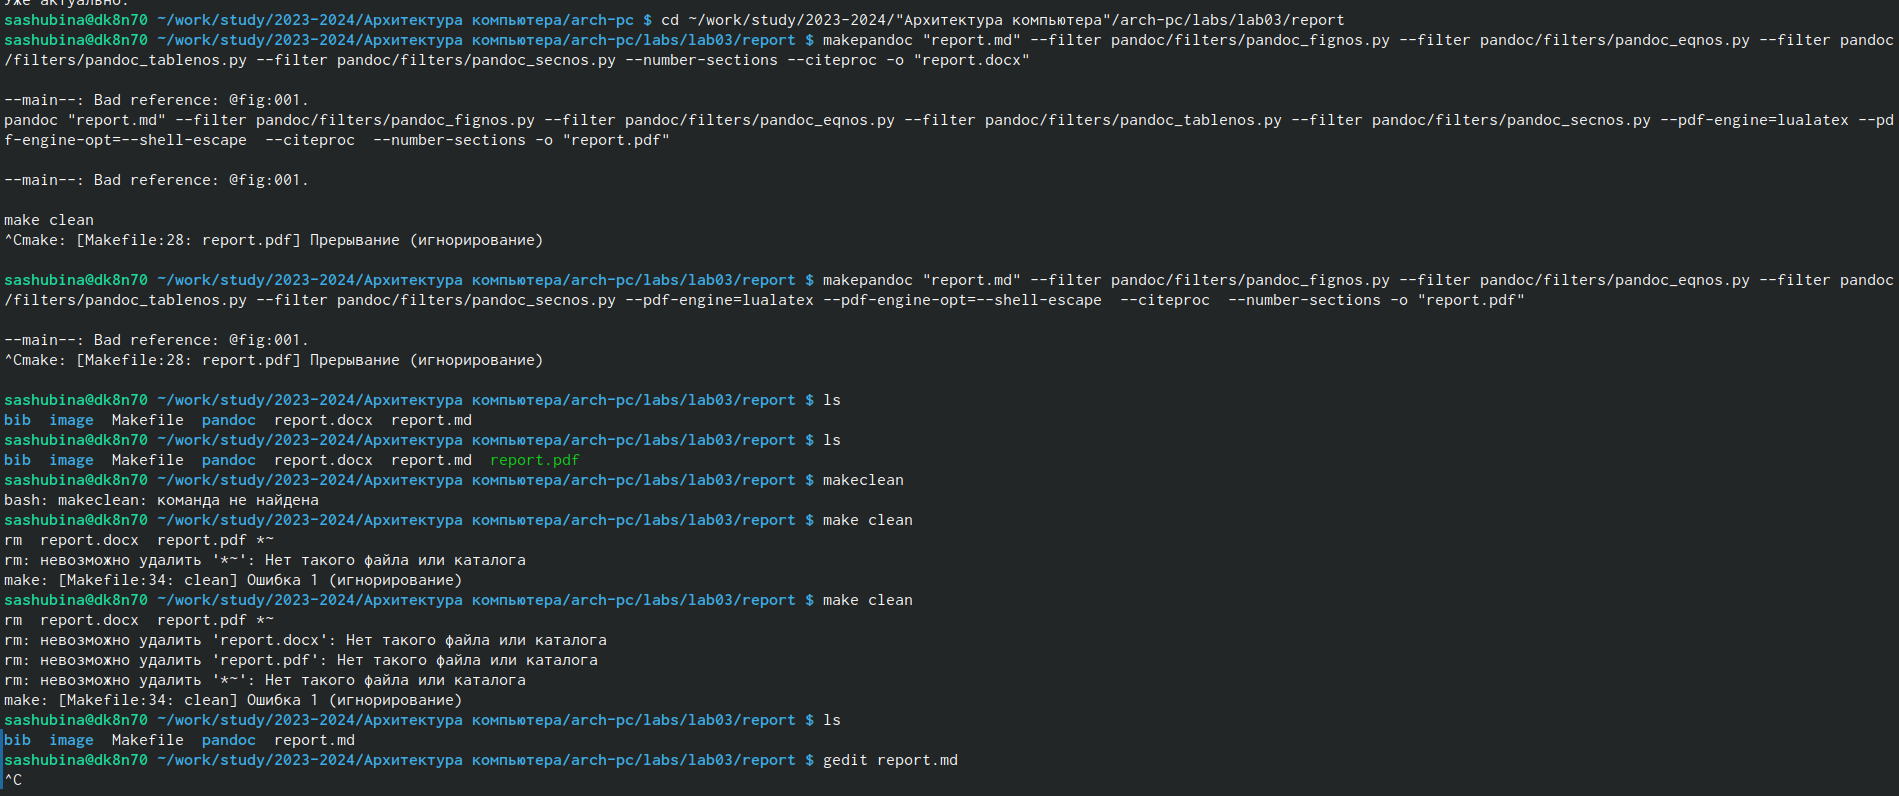 Уже актуально.
sashubina@dk8n70 ~/work/study/2023-2024/Архитектура компьютера/arch-pc $ cd ~/work/study/2023-2024/"Архитектура компьютера"/arch-pc/labs/lab03/report
sashubina@dk8n70 ~/work/study/2023-2024/Архитектура компьютера/arch-pc/labs/lab03/report $ makepandoc "report.md" --filter pandoc/filters/pandoc_fignos.py --filter pandoc/filters/pandoc_eqnos.py --filter pandoc
/filters/pandoc_tablenos.py --filter pandoc/filters/pandoc_secnos.py --number-sections --citeproc -o "report.docx"
--main--: Bad reference: @fig:001.
pandoc "report.md" --filter pandoc/filters/pandoc_fignos.py --filter pandoc/filters/pandoc_eqnos.py --filter pandoc/filters/pandoc_tablenos.py --filter pandoc/filters/pandoc_secnos.py --pdf-engine=lualatex --pd
f-engine-opt=--shell-escape  --citeproc  --number-sections -o "report.pdf"
--main--: Bad reference: @fig:001.
make clean
^Cmake: [Makefile:28: report.pdf] Прерывание (игнорирование)
sashubina@dk8n70 ~/work/study/2023-2024/Архитектура компьютера/arch-pc/labs/lab03/report $ makepandoc "report.md" --filter pandoc/filters/pandoc_fignos.py --filter pandoc/filters/pandoc_eqnos.py --filter pandoc
/filters/pandoc_tablenos.py --filter pandoc/filters/pandoc_secnos.py --pdf-engine=lualatex --pdf-engine-opt=--shell-escape  --citeproc  --number-sections -o "report.pdf"
--main--: Bad reference: @fig:001.
^Cmake: [Makefile:28: report.pdf] Прерывание (игнорирование)
sashubina@dk8n70 ~/work/study/2023-2024/Архитектура компьютера/arch-pc/labs/lab03/report $ ls
bib  image  Makefile  pandoc  report.docx  report.md
sashubina@dk8n70 ~/work/study/2023-2024/Архитектура компьютера/arch-pc/labs/lab03/report $ ls
bib  image  Makefile  pandoc  report.docx  report.md  report.pdf
sashubina@dk8n70 ~/work/study/2023-2024/Архитектура компьютера/arch-pc/labs/lab03/report $ makeclean
bash: makeclean: команда не найдена
sashubina@dk8n70 ~/work/study/2023-2024/Архитектура компьютера/arch-pc/labs/lab03/report $ make clean
rm  report.docx  report.pdf *~
rm: невозможно удалить '*~': Нет такого файла или каталога
make: [Makefile:34: clean] Ошибка 1 (игнорирование)
sashubina@dk8n70 ~/work/study/2023-2024/Архитектура компьютера/arch-pc/labs/lab03/report $ make clean
rm  report.docx  report.pdf *~
rm: невозможно удалить 'report.docx': Нет такого файла или каталога
rm: невозможно удалить 'report.pdf': Нет такого файла или каталога
rm: невозможно удалить '*~': Нет такого файла или каталога
make: [Makefile:34: clean] Ошибка 1 (игнорирование)
sashubina@dk8n70 ~/work/study/2023-2024/Архитектура компьютера/arch-pc/labs/lab03/report $ ls
bib  image  Makefile  pandoc  report.md
sashubina@dk8n70 ~/work/study/2023-2024/Архитектура компьютера/arch-pc/labs/lab03/report $ gedit report.md
^C